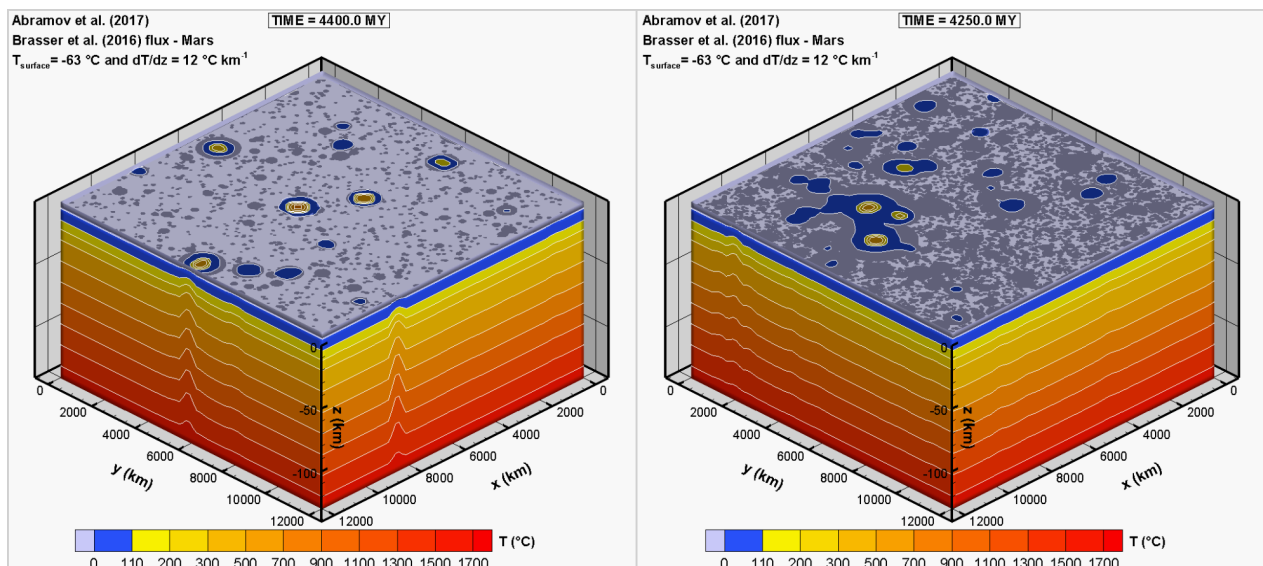 Abramov et al. (2017)
TIME = 4400.0 MY
Brasser et al. (2016) flux - Mars
Tsurface= -63 °C and dT/dz = 12 °C km-1
0
-50
-100
z (km)
0
2000
4000
6000
8000
10000
12000
y (km)
0
2000
4000
6000
8000
10000
12000
x (km)
T (°C)
0 110 200 300 500 700 900 1100 1300 1500 1700
Abramov et al. (2017)
TIME = 4250.0 MY
Brasser et al. (2016) flux - Mars
Tsurface= -63 °C and dT/dz = 12 °C km-1
0
-50
-100
z (km)
0
2000
4000
6000
8000
10000
12000
y (km)
0
2000
4000
6000
8000
10000
12000
x (km)
T (°C)
0 110 200 300 500 700 900 1100 1300 1500 1700